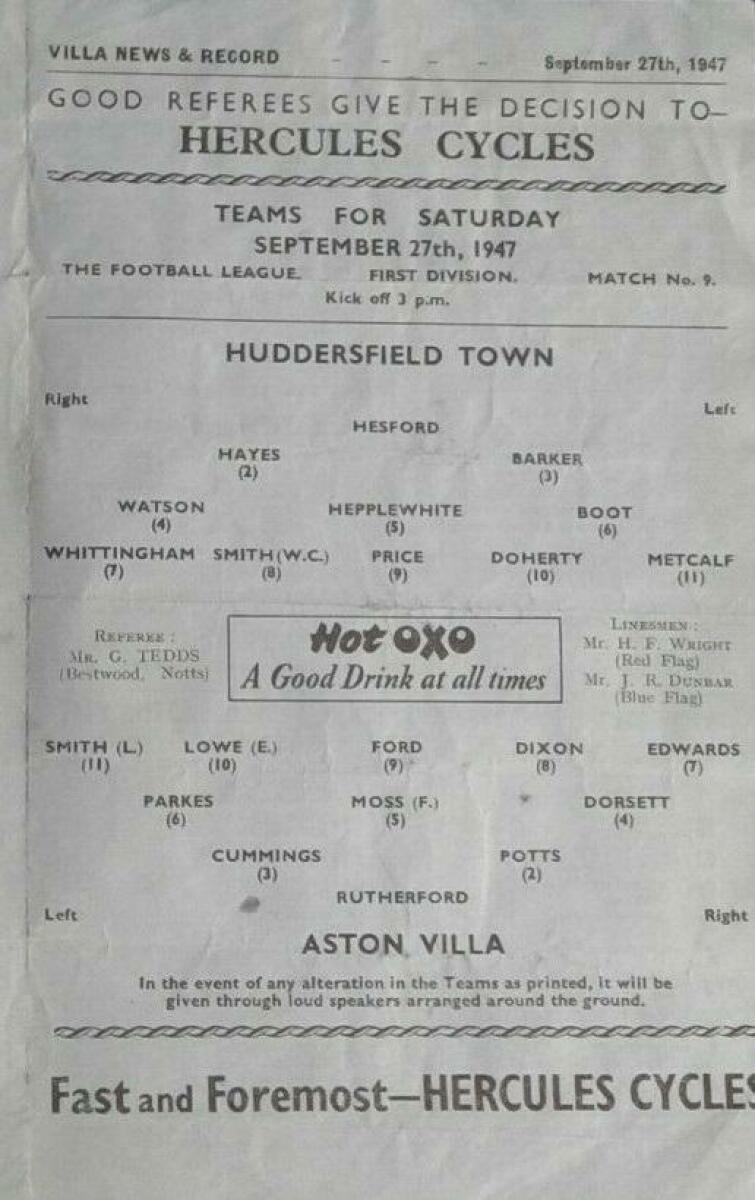 VILLA NEWS & RECORD - - - - September 27th, 1947
GOOD REFEREES GIVE THE DECISION TO—
HERCULES CYCLES
TEAMS FOR SATURDAY
SEPTEMBER 27th, 1947
THE FOOTBALL LEAGUE. FIRST DIVISION. MATCH No. 9.
Kick off 3 p.m.
HUDDERSFIELD TOWN
Right Left
HESFORD
HAYES BARKER
(2) (3)
WATSON HEPPLEWHITE BOOT
(4) (5) (6)
WHITTINGHAM SMITH (W.C.) PRICE DOHERTY METCALF
(7) (8) (9) (10) (11)
REFEREE :
MR. G. TEDDS
(Bestwood, Notts)
Hot OXO
A Good Drink at all times
LINESMEN :
Mr. H. F. WRIGHT
(Red Flag)
Mr. J. R. DUNBAR
(Blue Flag)
SMITH (L.) LOWE (E.) FORD DIXON EDWARDS
(11) (10) (9) (8) (7)
PARKES MOSS (F.) DORSETT
(6) (5) (4)
CUMMINGS POTTS
(3) (2)
RUTHERFORD
Left Right
ASTON VILLA
In the event of any alteration in the Teams as printed, it will be
given through loud speakers arranged around the ground.
Fast and Foremost—HERCULES CYCLES